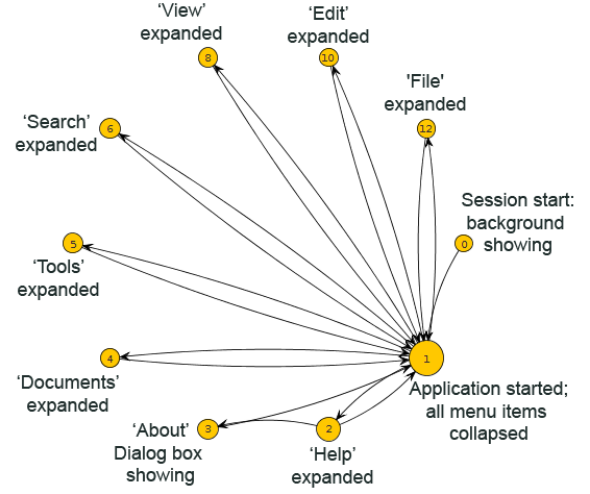 ‘View’
expanded
8
‘Edit’
expanded
10
'File'
expanded
12
‘Search’
expanded
6
Session start:
background
showing
0
5
‘Tools’
expanded
4
‘Documents’
expanded
1
Application started;
all menu items
collapsed
3
‘About’
Dialog box
showing
2
‘Help’
expanded